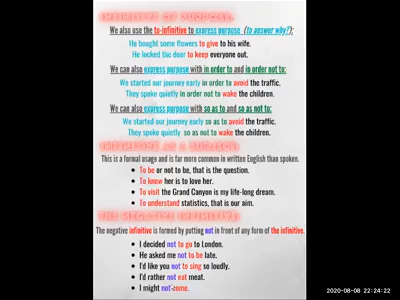 INFINITIVE OF PURPOSE:
We also use the to-infinitive to express purpose (to answer why?):
He bought some flowers to give to his wife.
He locked the door to keep everyone out.
We can also express purpose with in order to and in order not to:
We started our journey early in order to avoid the traffic.
They spoke quietly in order not to wake the children.
We can also express purpose with so as to and so as not to:
We started our journey early so as to avoid the traffic.
They spoke quietly so as not to wake the children.
INFINITIVE AS A SUBJECT:
This is a formal usage and is far more common in written English than spoken.
• To be or not to be, that is the question.
• To know her is to love her.
• To visit the Grand Canyon is my life-long dream.
• To understand statistics, that is our aim.
THE NEGATIVE INFINITIVE:
The negative infinitive is formed by putting not in front of any form of the infinitive.
• I decided not to go to London.
• He asked me not to be late.
• I'd like you not to sing so loudly.
• I'd rather not eat meat.
• I might not come.
2020-08-08 22:24:22